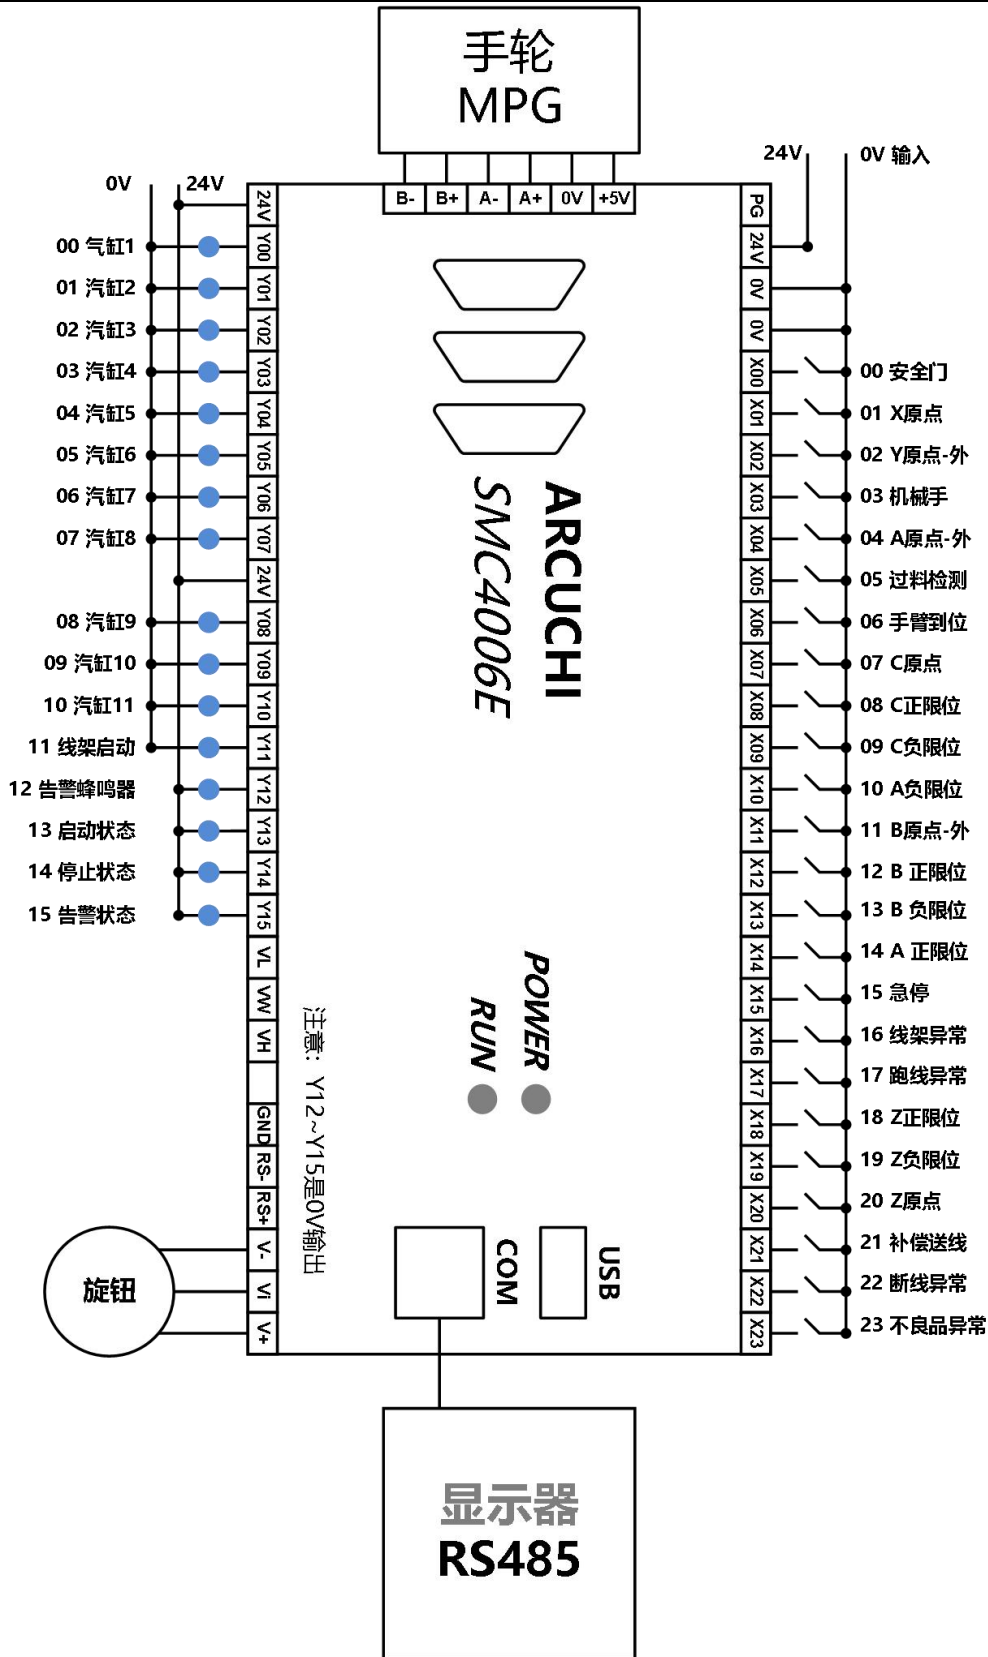 手轮
MPG
B- B+ A- A+ 0V +5V
0V 24V
24V
00 气缸1 Y00
01 汽缸2 Y01
02 汽缸3 Y02
03 汽缸4 Y03
04 汽缸5 Y04
05 汽缸6 Y05
06 汽缸7 Y06
07 汽缸8 Y07
24V
08 汽缸9 Y08
09 汽缸10 Y09
10 汽缸11 Y10
11 线架启动 Y11
12 告警蜂鸣器 Y12
13 启动状态 Y13
14 停止状态 Y14
15 告警状态 Y15
VL
VW
VH
GND
RS-
RS+
V-
VI
V+
旋钮
ARCUCHI
SMC4006E
POWER
RUN
注意：Y12~Y15是0V输出
COM
USB
24V 0V 输入
PG
24V
0V
0V
X00 00 安全门
X01 01 X原点
X02 02 Y原点-外
X03 03 机械手
X04 04 A原点-外
X05 05 过料检测
X06 06 手臂到位
X07 07 C原点
X08 08 C正限位
X09 09 C负限位
X10 10 A负限位
X11 11 B原点-外
X12 12 B 正限位
X13 13 B 负限位
X14 14 A 正限位
X15 15 急停
X16 16 线架异常
X17 17 跑线异常
X18 18 Z正限位
X19 19 Z负限位
X20 20 Z原点
X21 21 补偿送线
X22 22 断线异常
X23 23 不良品异常
显示器
RS485